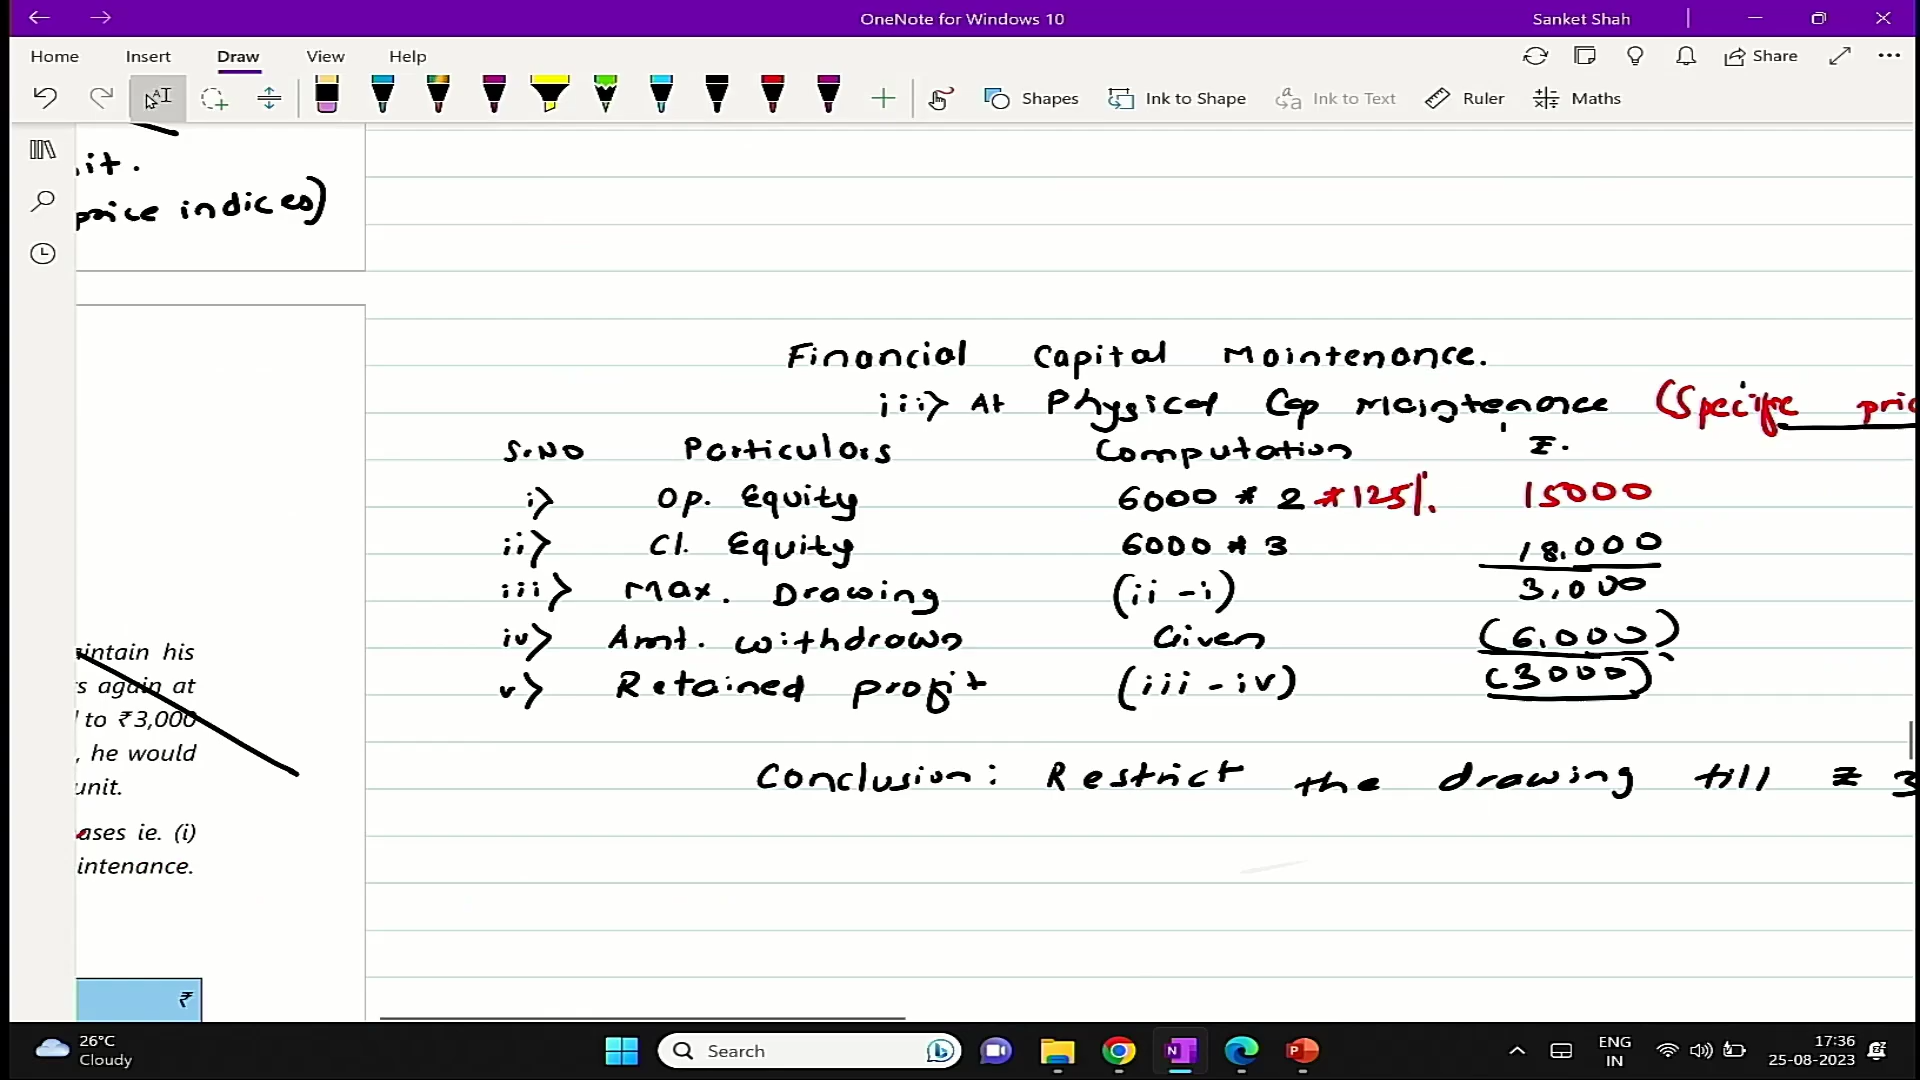 OneNote for Windows 10
Sanket Shah
Home Insert Draw View Help
Share
Shapes Ink to Shape Ink to Text Ruler Maths
it.
price indices)
Financial Capital Maintenance.
iii) At Physical Cap Maintenance (Specific pric
S.NO Particulars Computation ₹.
i) Op. Equity 6000 * 2 * 125%. 15000
ii) Cl. Equity 6000 * 3 18,000
iii) Max. Drawing (ii - i) 3,000
iv) Amt. withdrawn Given (6,000)
v) Retained profit (iii - iv) (3000)
Conclusion: Restrict the drawing till ₹ 3
intain his
s again at
to ₹3,000
, he would
unit.
ases ie. (i)
intenance.
₹
26°C
Cloudy
Search
ENG
IN
17:36
25-08-2023